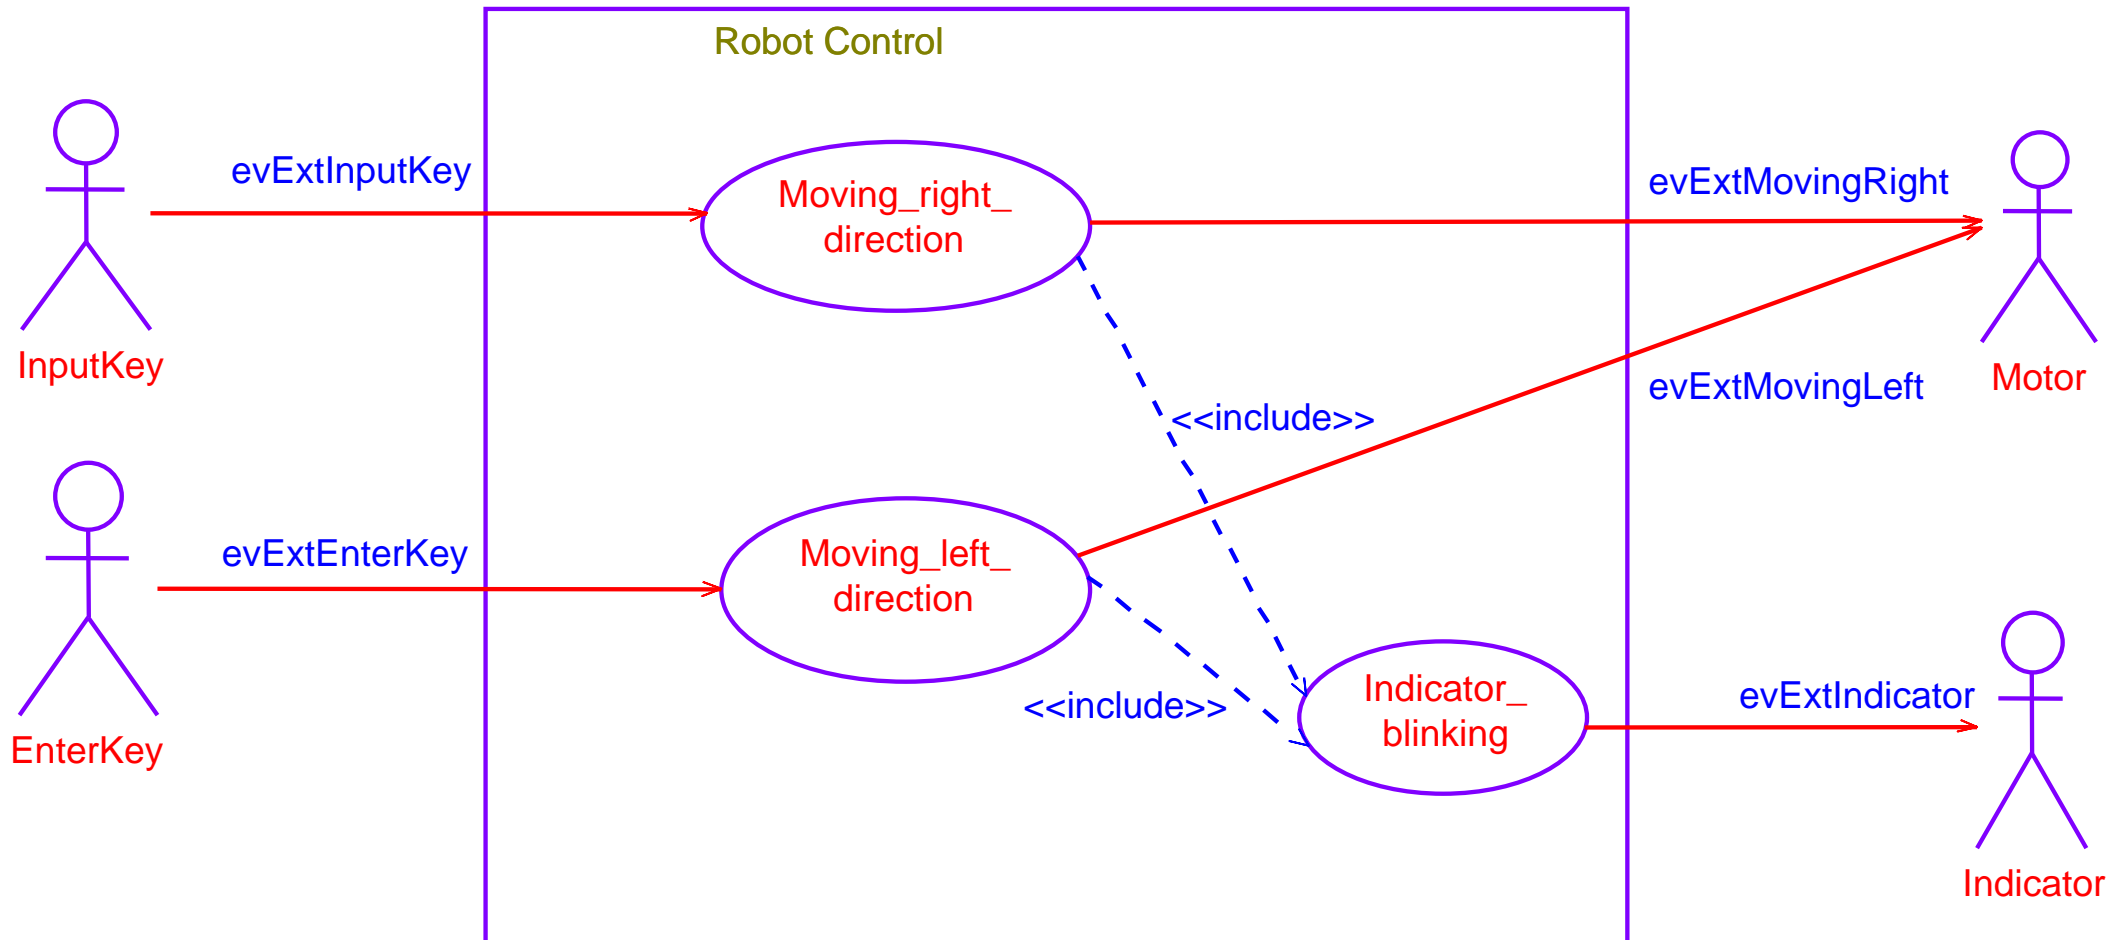 Robot Control
evExtInputKey
Moving_right_
direction
evExtMovingRight
InputKey
Motor
evExtMovingLeft
<<include>>
evExtEnterKey
Moving_left_
direction
<<include>>
Indicator_
blinking
evExtIndicator
EnterKey
Indicator